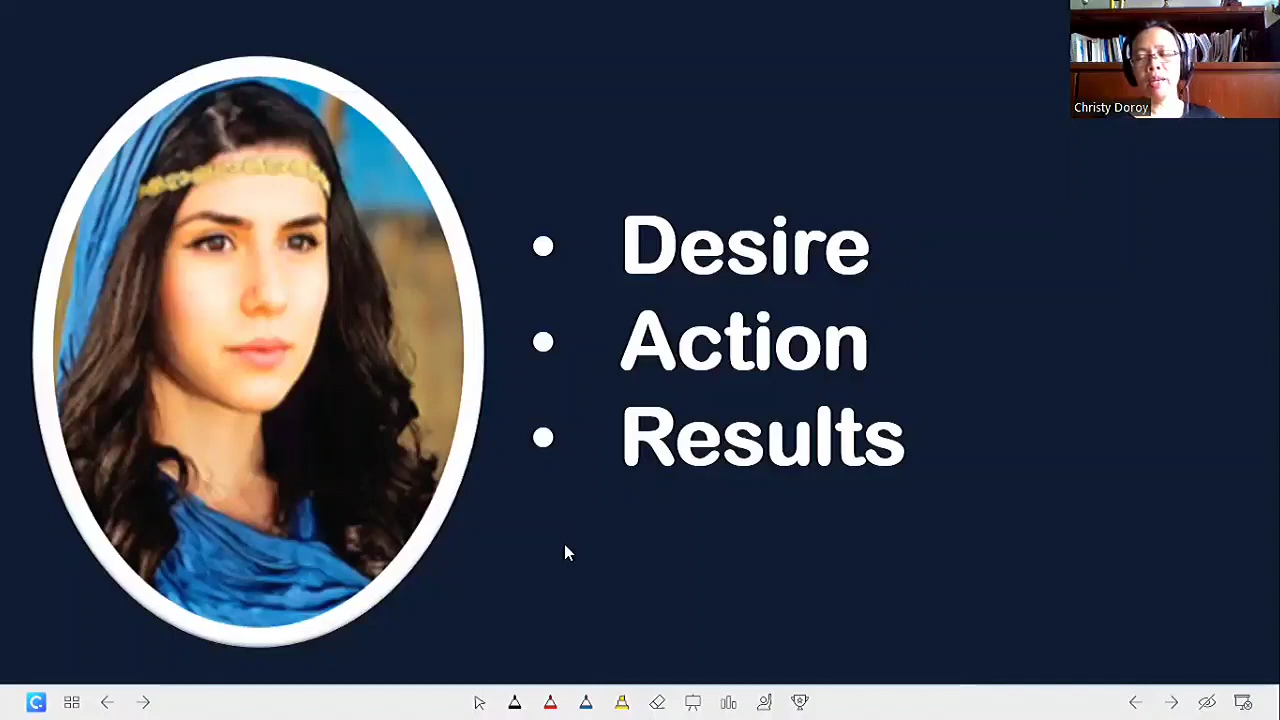 Christy Doroy
• Desire
• Action
• Results